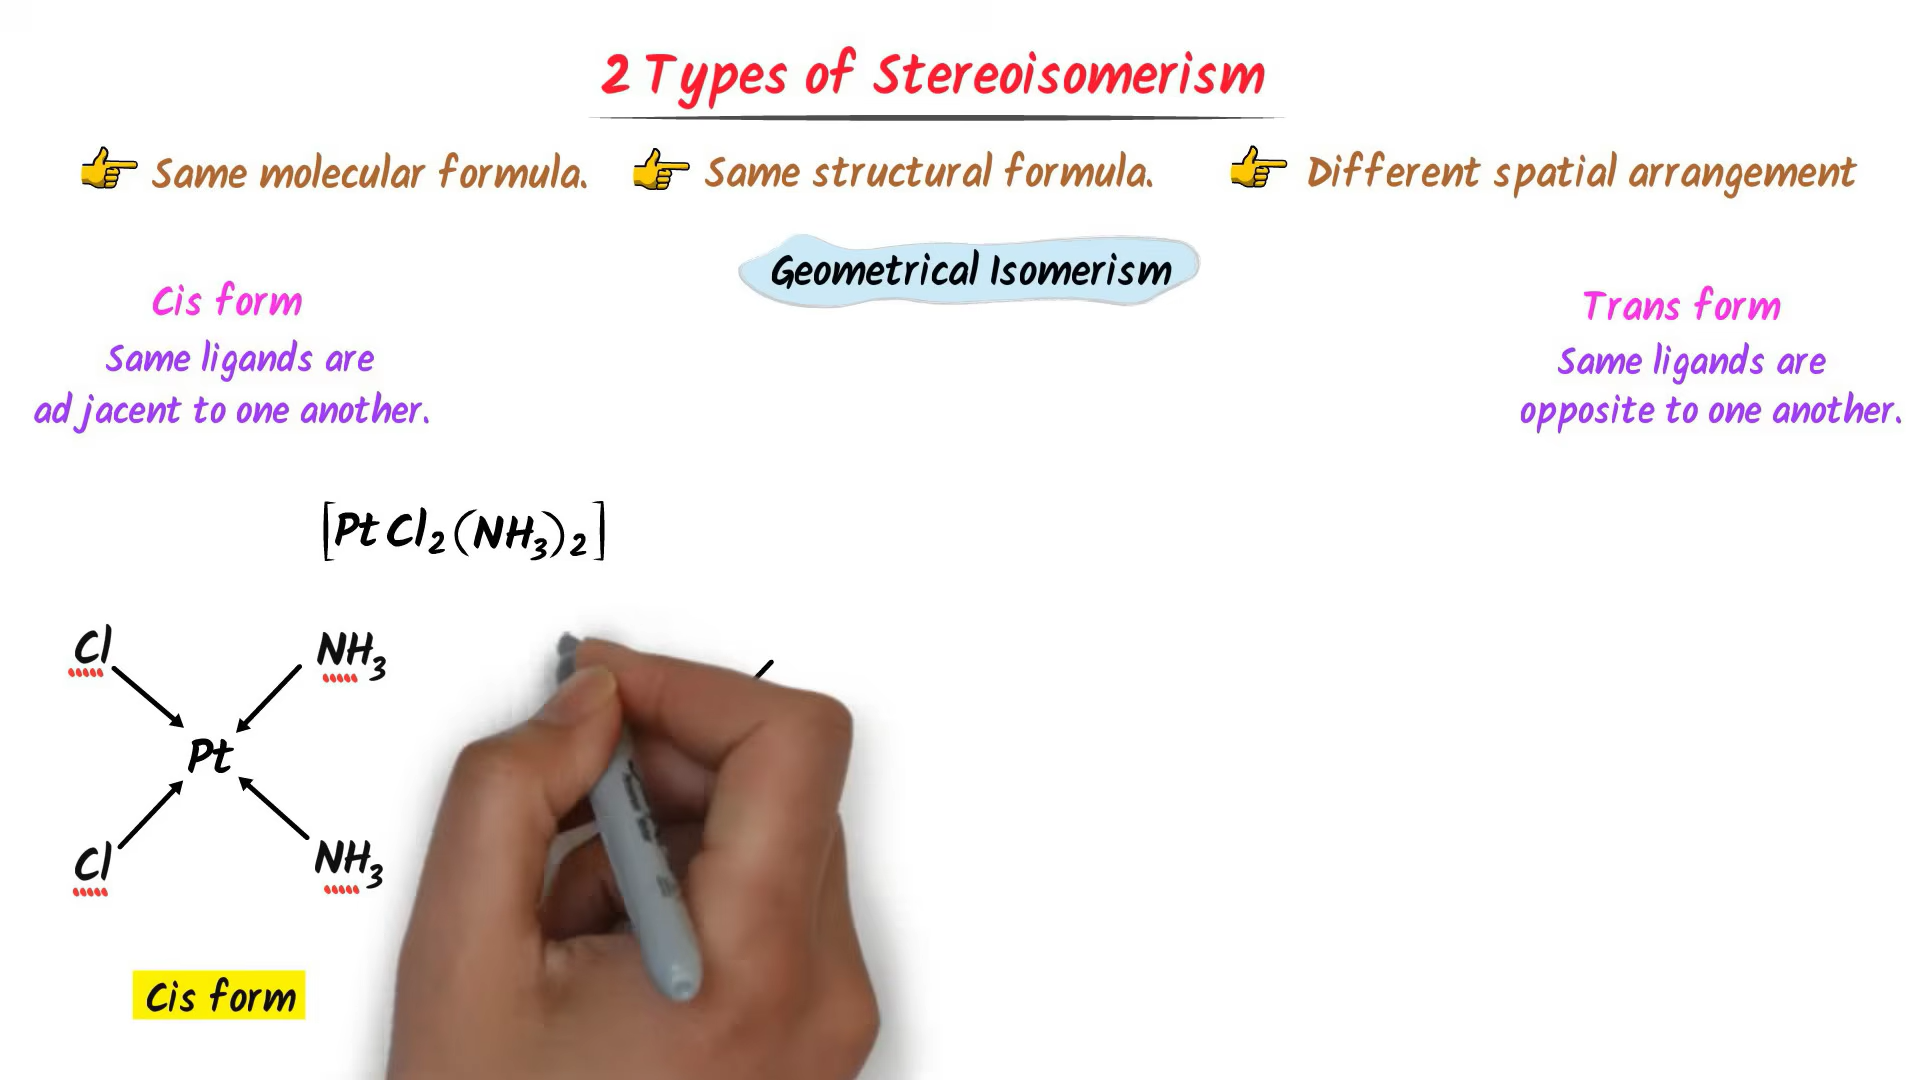 2 Types of Stereoisomerism
Same molecular formula. Same structural formula. Different spatial arrangement
Geometrical Isomerism
Cis form
Same ligands are
adjacent to one another.
Trans form
Same ligands are
opposite to one another.
[PtCl₂(NH₃)₂]
Cl NH₃
Pt
Cl NH₃
Cis form